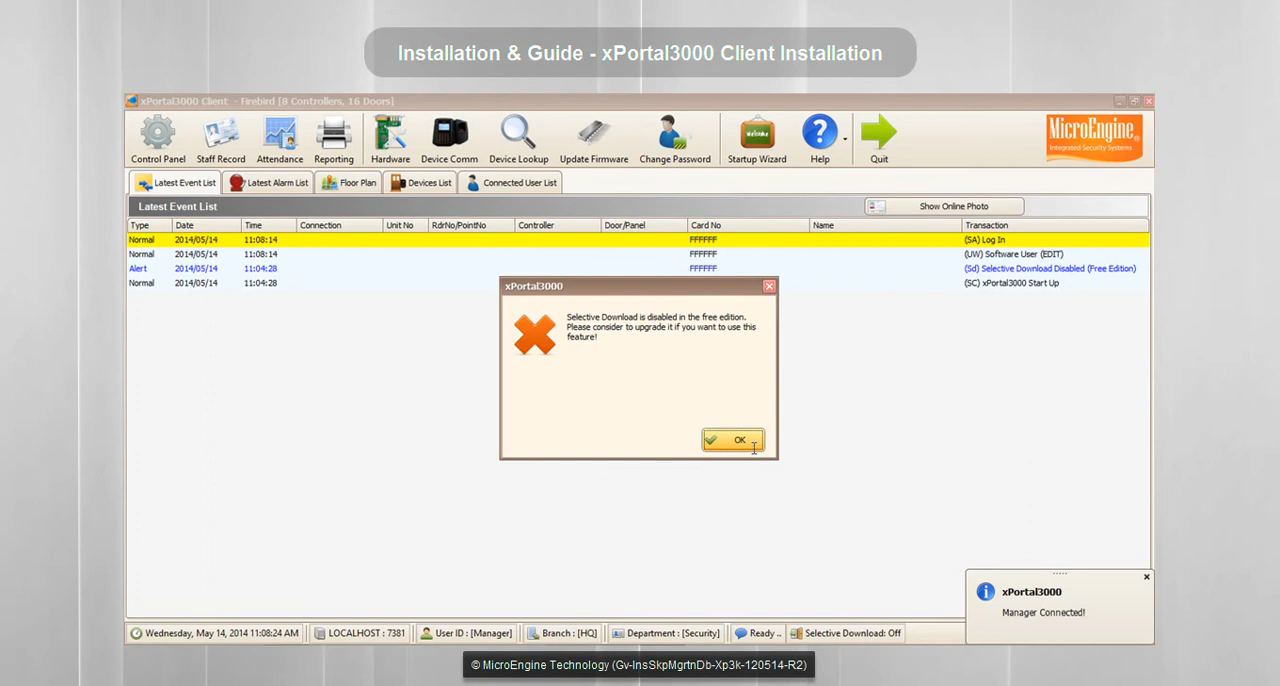 Installation & Guide - xPortal3000 Client Installation
xPortal3000 Client - Firebird [8 Controllers, 16 Doors]
Control Panel Staff Record Attendance Reporting Hardware Device Comm Device Lookup Update Firmware Change Password Startup Wizard Help Quit
MicroEngine®
Integrated Security Systems
Welcome
Latest Event List Latest Alarm List Floor Plan Devices List Connected User List
Latest Event List Show Online Photo
Type Date Time Connection Unit No RdrNo/PointNo Controller Door/Panel Card No Name Transaction
Normal 2014/05/14 11:08:14 FFFFFF (SA) Log In
Normal 2014/05/14 11:08:14 FFFFFF (UW) Software User (EDIT)
Alert 2014/05/14 11:04:28 FFFFFF (Sd) Selective Download Disabled (Free Edition)
Normal 2014/05/14 11:04:28 (SC) xPortal3000 Start Up
xPortal3000
Selective Download is disabled in the free edition.
Please consider to upgrade it if you want to use this
feature!
OK
xPortal3000
Manager Connected!
Wednesday, May 14, 2014 11:08:24 AM LOCALHOST : 7381 User ID : [Manager] Branch : [HQ] Department : [Security] Ready .. Selective Download: Off
© MicroEngine Technology (Gv-InsSkpMgrtnDb-Xp3k-120514-R2)